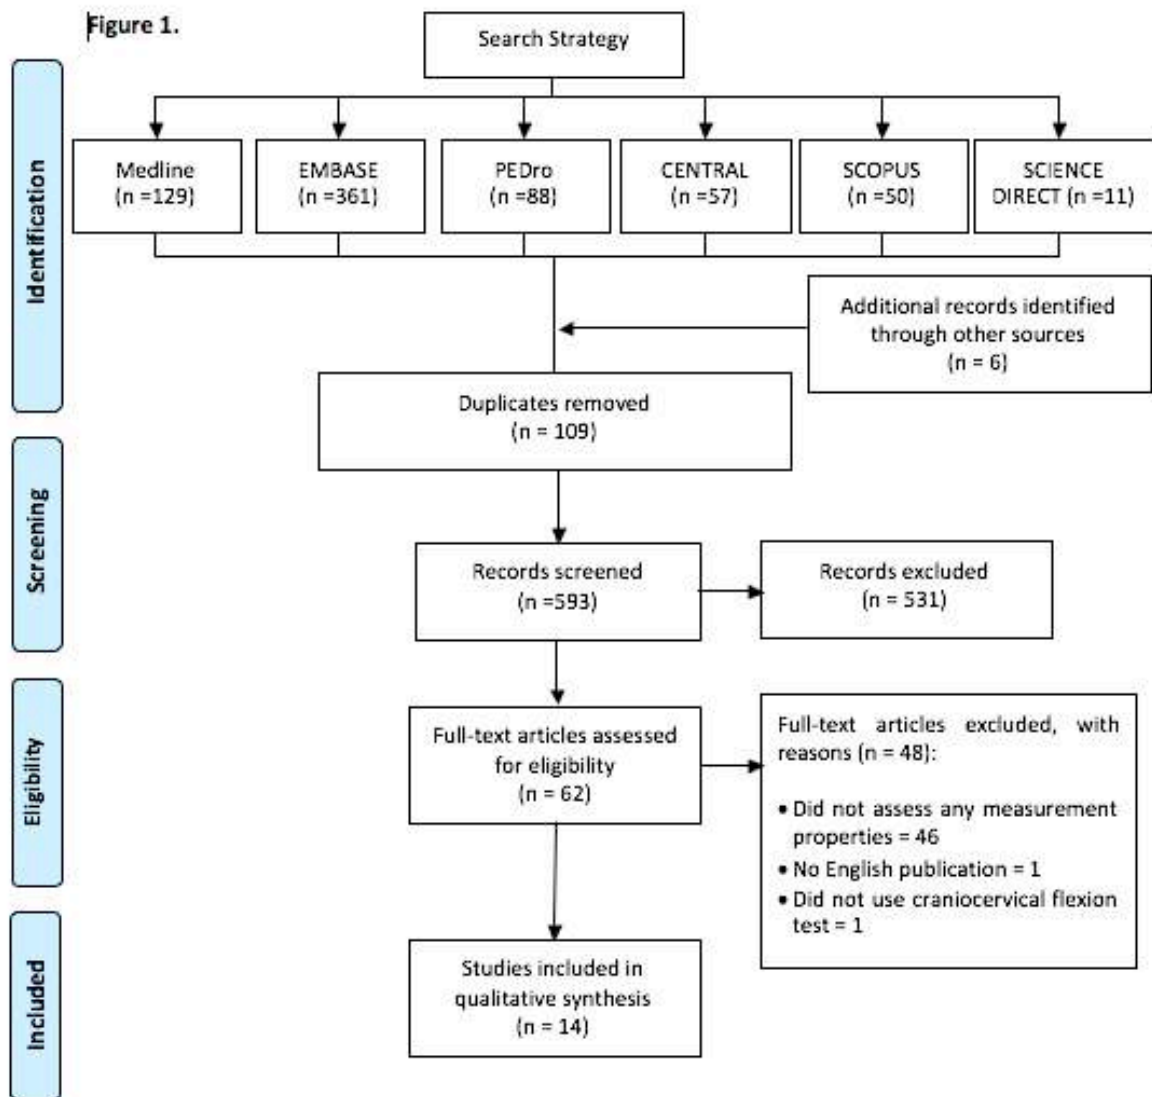 Figure 1.
Search Strategy
Identification
Medline
(n =129)
EMBASE
(n =361)
PEDro
(n =88)
CENTRAL
(n =57)
SCOPUS
(n =50)
SCIENCE
DIRECT (n =11)
Additional records identified
through other sources
(n = 6)
Duplicates removed
(n = 109)
Screening
Records screened
(n =593)
Records excluded
(n = 531)
Eligibility
Full-text articles assessed
for eligibility
(n = 62)
Full-text articles excluded, with
reasons (n = 48):
• Did not assess any measurement
properties = 46
• No English publication = 1
• Did not use craniocervical flexion
test = 1
Included
Studies included in
qualitative synthesis
(n = 14)